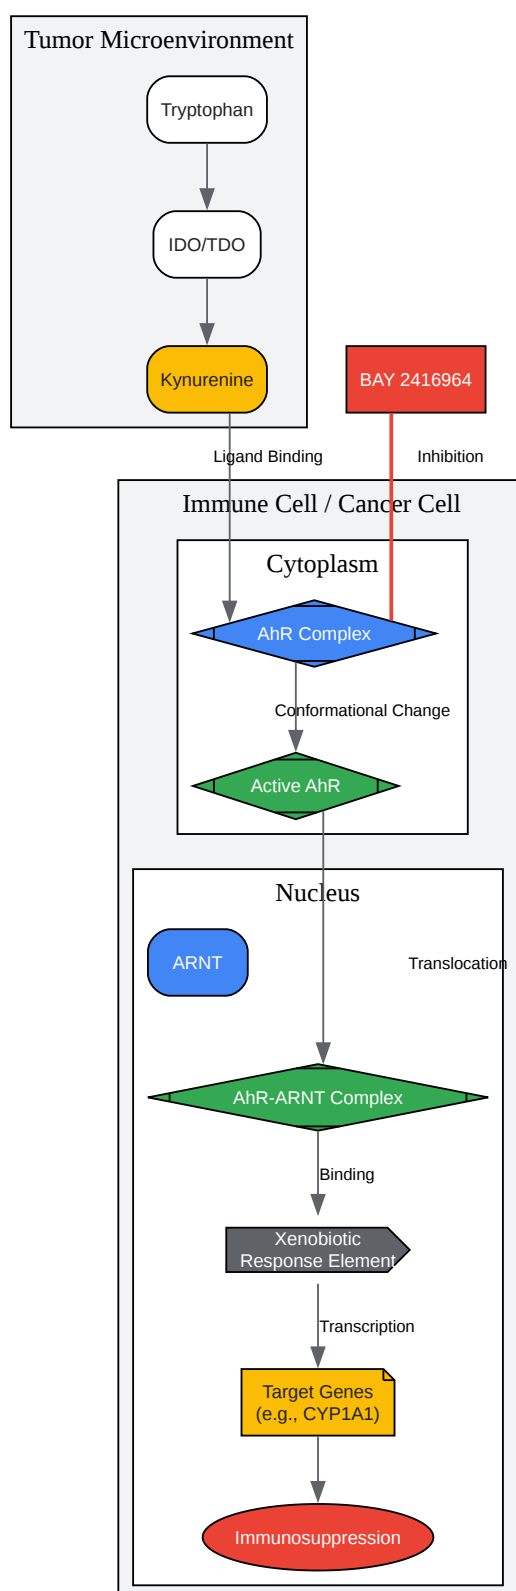 Tumor Microenvironment
Tryptophan
IDO/TDO
Kynurenine
BAY 2416964
Ligand Binding
Inhibition
Immune Cell / Cancer Cell
Cytoplasm
AhR Complex
Conformational Change
Active AhR
Nucleus
ARNT
Translocation
AhR-ARNT Complex
Binding
Xenobiotic
Response Element
Transcription
Target Genes
(e.g., CYP1A1)
Immunosuppression